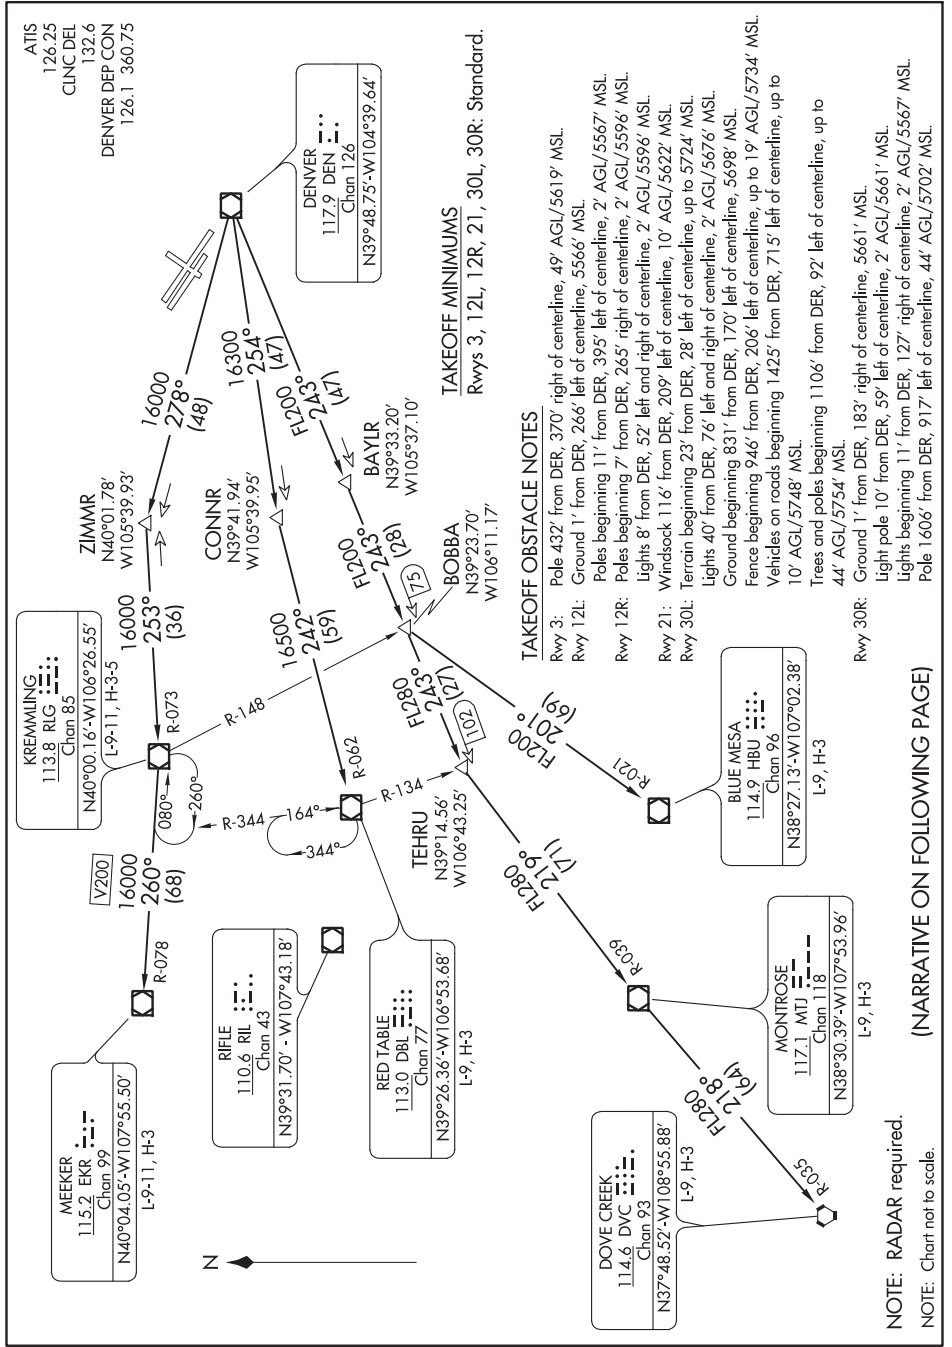 ATIS
126.25
CLNC DEL
132.6
DENVER DEP CON
126.1 360.75
MEEKER
115.2 EKR
Chan 99
N40°04.05'-W107°55.50'
L-9-11, H-3
V200
16000
260°
(68)
R-078
KREMMLING
113.8 RLG
Chan 85
N40°00.16'-W106°26.55'
L-9-11, H-3-5
080°
260°
R-073
16000
253°
(36)
ZIMMR
N40°01.78'
W105°39.93'
16000
278°
(48)
DENVER
117.9 DEN
Chan 126
N39°48.75'-W104°39.64'
RIFLE
110.6 RIL
Chan 43
N39°31.70' - W107°43.18'
R-344
164°
344°
R-148
R-062
16500
242°
(59)
CONNR
N39°41.94'
W105°39.95'
16300
254°
(47)
RED TABLE
113.0 DBL
Chan 77
N39°26.36'-W106°53.68'
L-9, H-3
R-134
TEHRU
N39°14.56'
W106°43.25'
FL280
243°
(27)
102
FL200
243°
(28)
75
BOBBA
N39°23.70'
W106°11.17'
BAYLR
N39°33.20'
W105°37.10'
FL200
243°
(47)
FL280
219°
(71)
R-039
FL200
201°
(69)
R-021
MONTROSE
117.1 MTJ
Chan 118
N38°30.39'-W107°53.96'
L-9, H-3
BLUE MESA
114.9 HBU
Chan 96
N38°27.13'-W107°02.38'
L-9, H-3
FL280
218°
(64)
R-035
DOVE CREEK
114.6 DVC
Chan 93
N37°48.52'-W108°55.88'
L-9, H-3
N
TAKEOFF MINIMUMS
Rwys 3, 12L, 12R, 21, 30L, 30R: Standard.
TAKEOFF OBSTACLE NOTES
Rwy 3: Pole 432' from DER, 370' right of centerline, 49' AGL/5619' MSL.
Rwy 12L: Ground 1' from DER, 266' left of centerline, 5566' MSL.
Poles beginning 11' from DER, 395' left of centerline, 2' AGL/5567' MSL.
Rwy 12R: Poles beginning 7' from DER, 265' right of centerline, 2' AGL/5596' MSL.
Lights 8' from DER, 52' left and right of centerline, 2' AGL/5596' MSL.
Rwy 21: Windsock 116' from DER, 209' left of centerline, 10' AGL/5622' MSL.
Rwy 30L: Terrain beginning 23' from DER, 28' left of centerline, up to 5724' MSL.
Lights 40' from DER, 76' left and right of centerline, 2' AGL/5676' MSL.
Ground beginning 831' from DER, 170' left of centerline, 5698' MSL.
Fence beginning 946' from DER, 206' left of centerline, up to 19' AGL/5734' MSL.
Vehicles on roads beginning 1425' from DER, 715' left of centerline, up to
10' AGL/5748' MSL.
Trees and poles beginning 1106' from DER, 92' left of centerline, up to
44' AGL/5754' MSL.
Rwy 30R: Ground 1' from DER, 183' right of centerline, 5661' MSL.
Light pole 10' from DER, 59' left of centerline, 2' AGL/5661' MSL.
Lights beginning 11' from DER, 127' right of centerline, 2' AGL/5567' MSL.
Pole 1606' from DER, 917' left of centerline, 44' AGL/5702' MSL.
NOTE: RADAR required.
NOTE: Chart not to scale.
(NARRATIVE ON FOLLOWING PAGE)